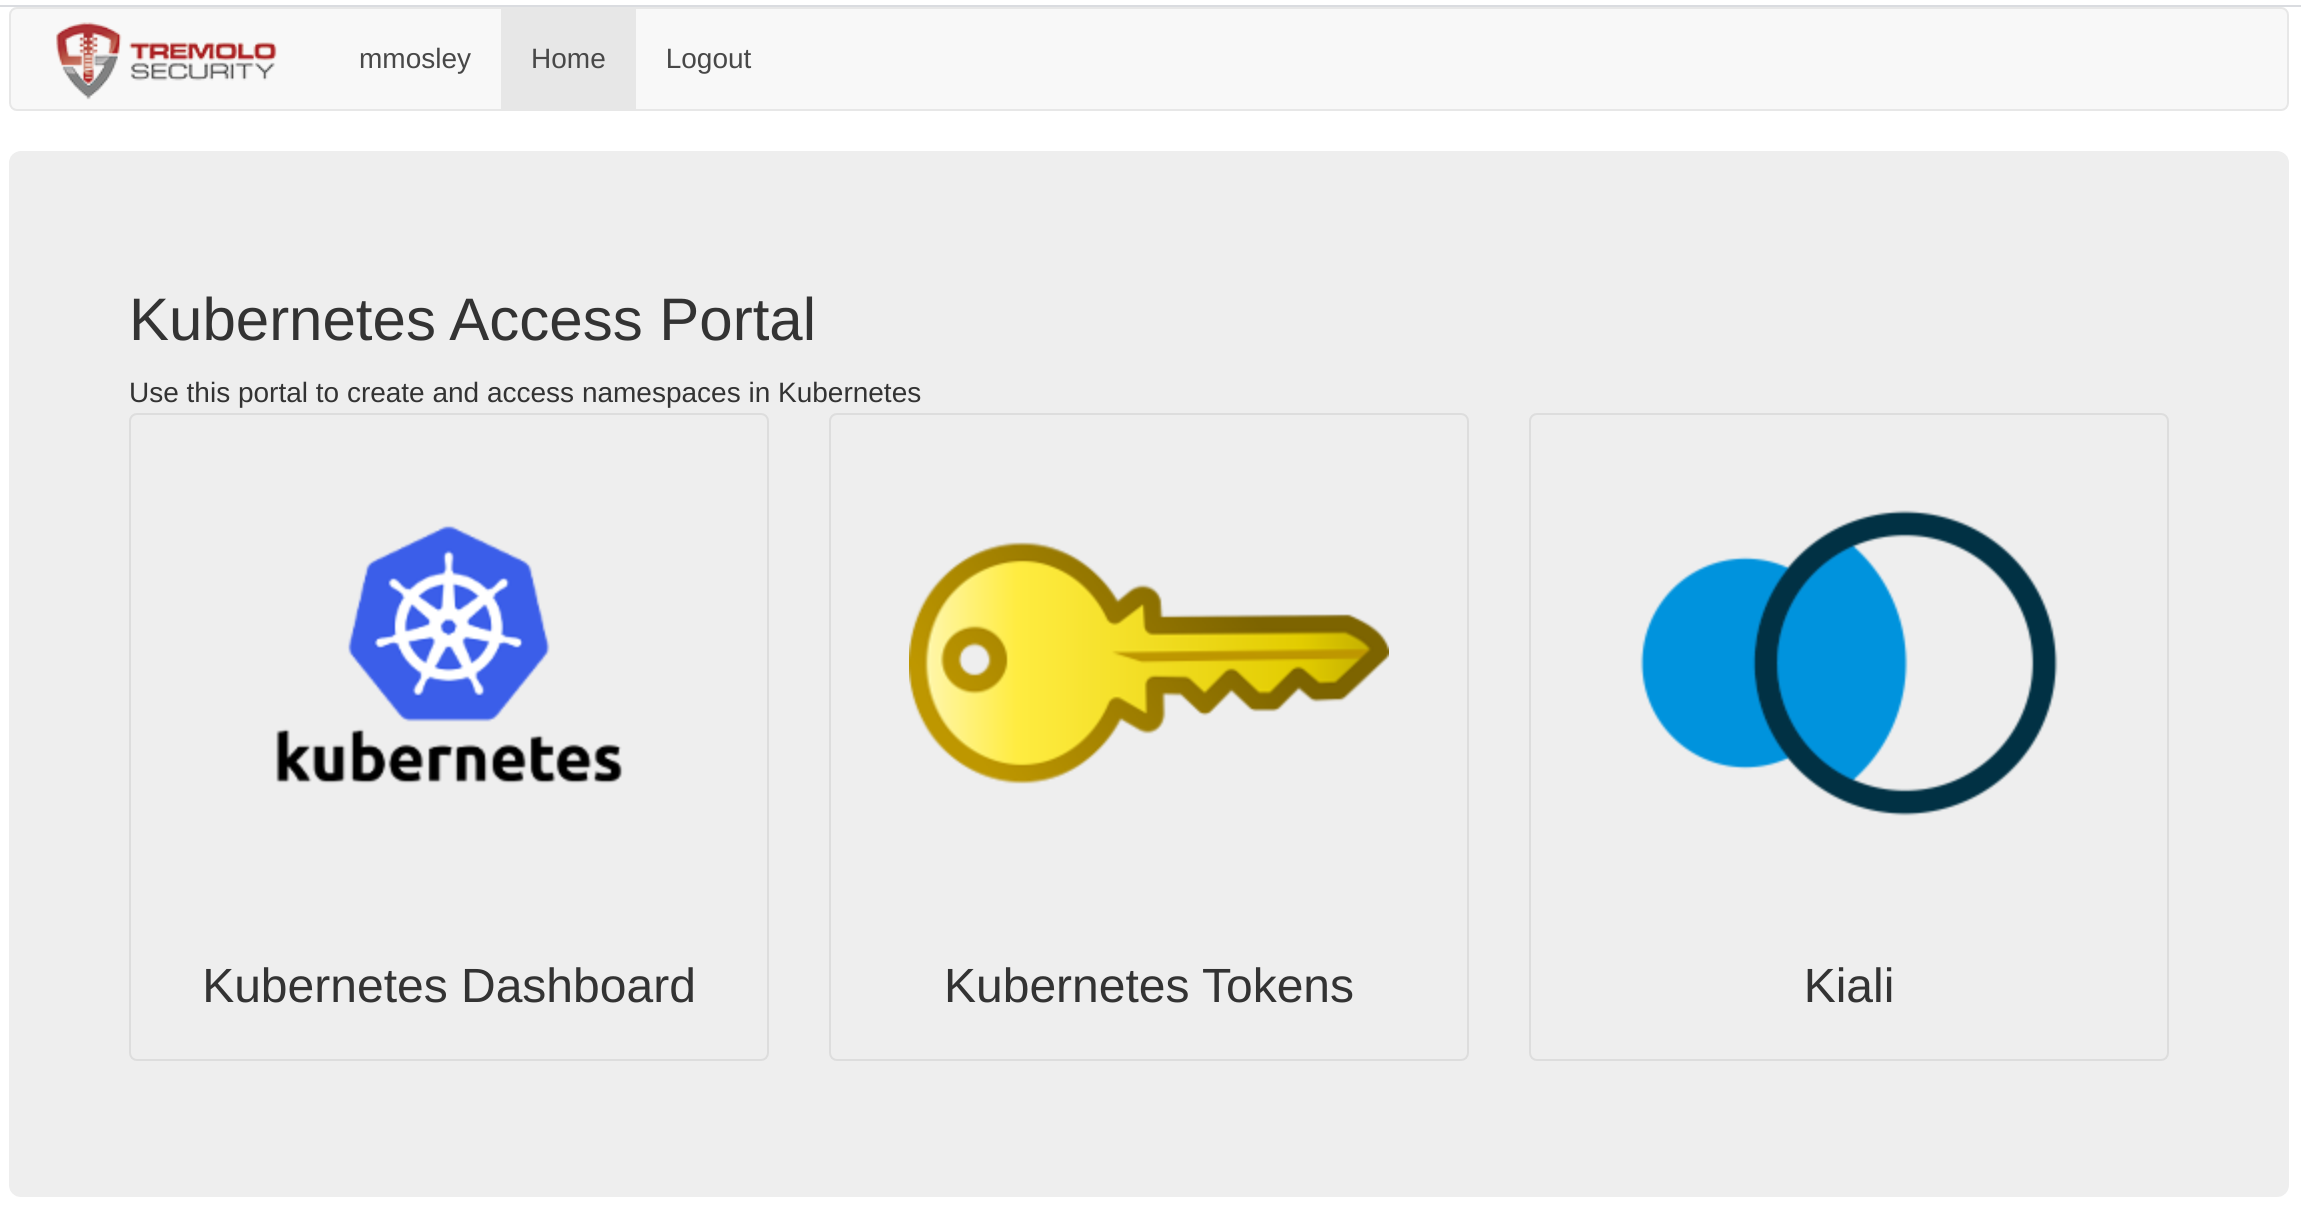 TREMOLO
SECURITY
mmosley
Home
Logout
Kubernetes Access Portal
Use this portal to create and access namespaces in Kubernetes
kubernetes
Kubernetes Dashboard
Kubernetes Tokens
Kiali